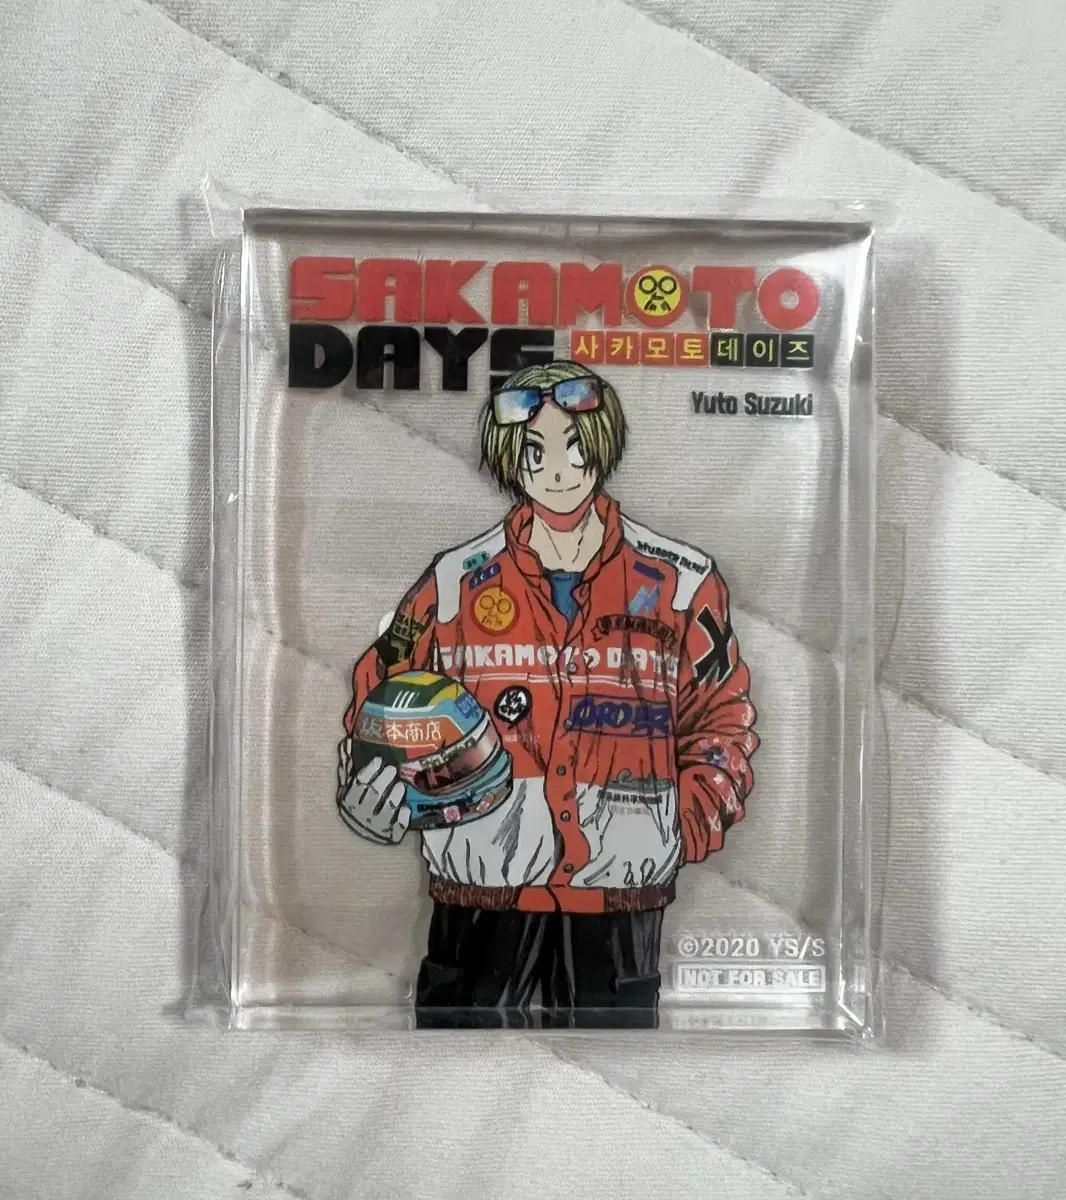 SAKAMOTO
DAYS
사카모토데이즈
Yuto Suzuki
SAKAMOTO DAYS
ORDER
坂本商店
©2020 YS/S
NOT FOR SALE